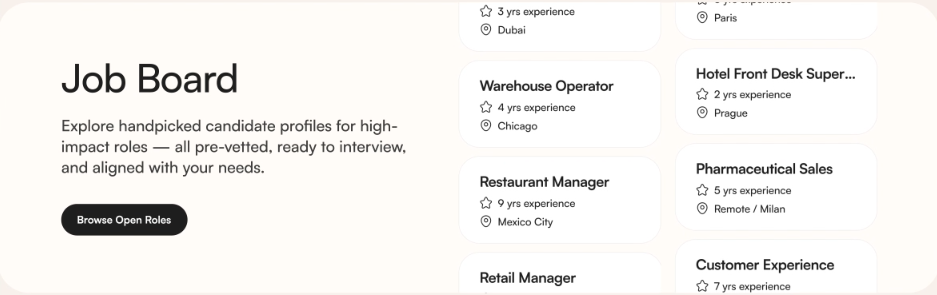 Job Board
Explore handpicked candidate profiles for high-
impact roles — all pre-vetted, ready to interview,
and aligned with your needs.
Browse Open Roles
3 yrs experience
Dubai
Warehouse Operator
4 yrs experience
Chicago
Restaurant Manager
9 yrs experience
Mexico City
Retail Manager
Paris
Hotel Front Desk Super...
2 yrs experience
Prague
Pharmaceutical Sales
5 yrs experience
Remote / Milan
Customer Experience
7 yrs experience